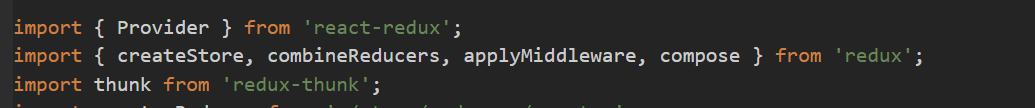 import { Provider } from 'react-redux';
import { createStore, combineReducers, applyMiddleware, compose } from 'redux';
import thunk from 'redux-thunk';